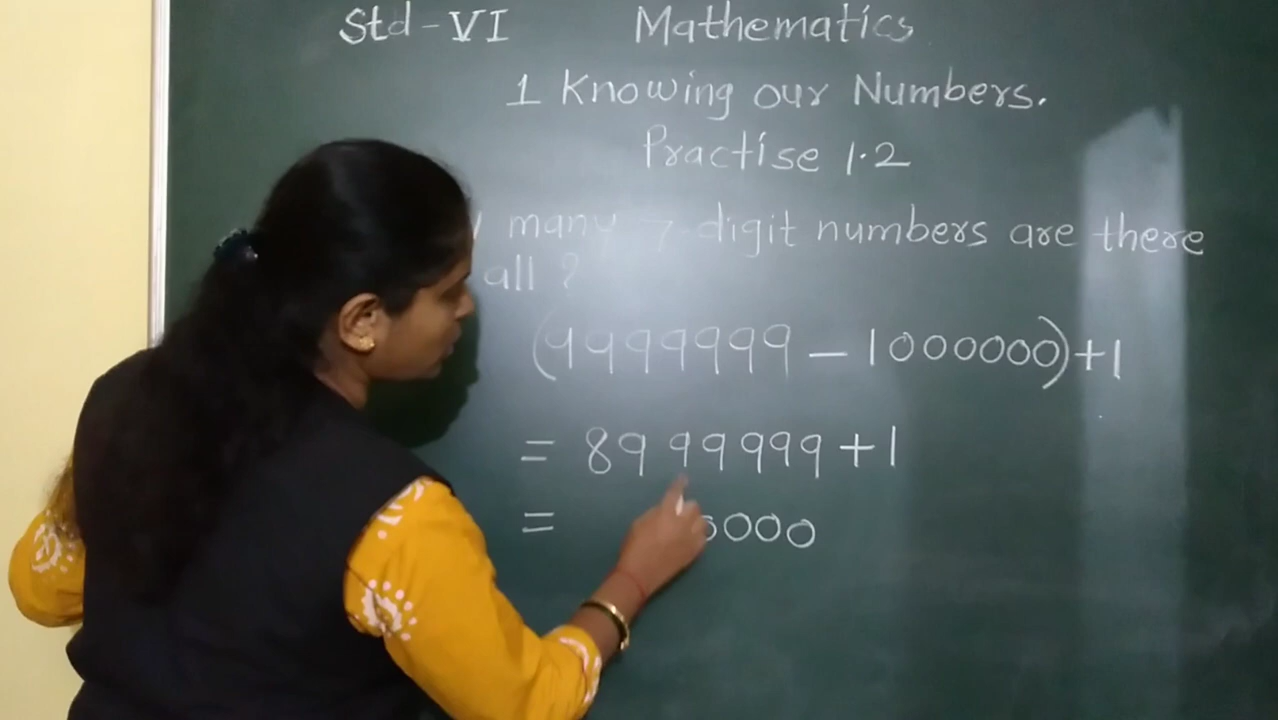 Std-VI Mathematics
1 Knowing our Numbers.
Practise 1.2
many 7-digit numbers are there
all ?
(9999999 - 1000000) + 1
= 8999999 + 1
= 0000